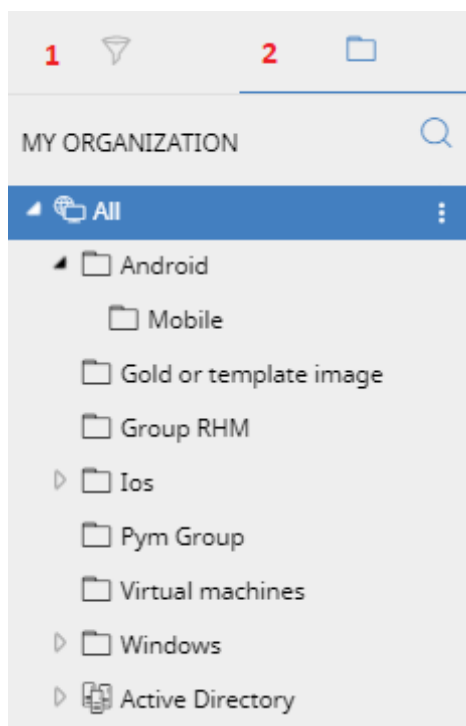 1 2
MY ORGANIZATION
All
Android
Mobile
Gold or template image
Group RHM
Ios
Pym Group
Virtual machines
Windows
Active Directory